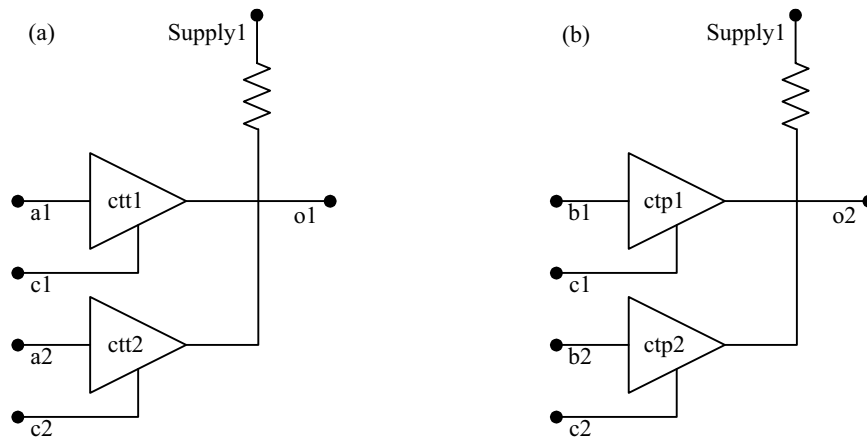 (a)
Supply1
ctt1
a1
o1
c1
ctt2
a2
c2
(b)
Supply1
ctp1
b1
o2
c1
ctp2
b2
c2